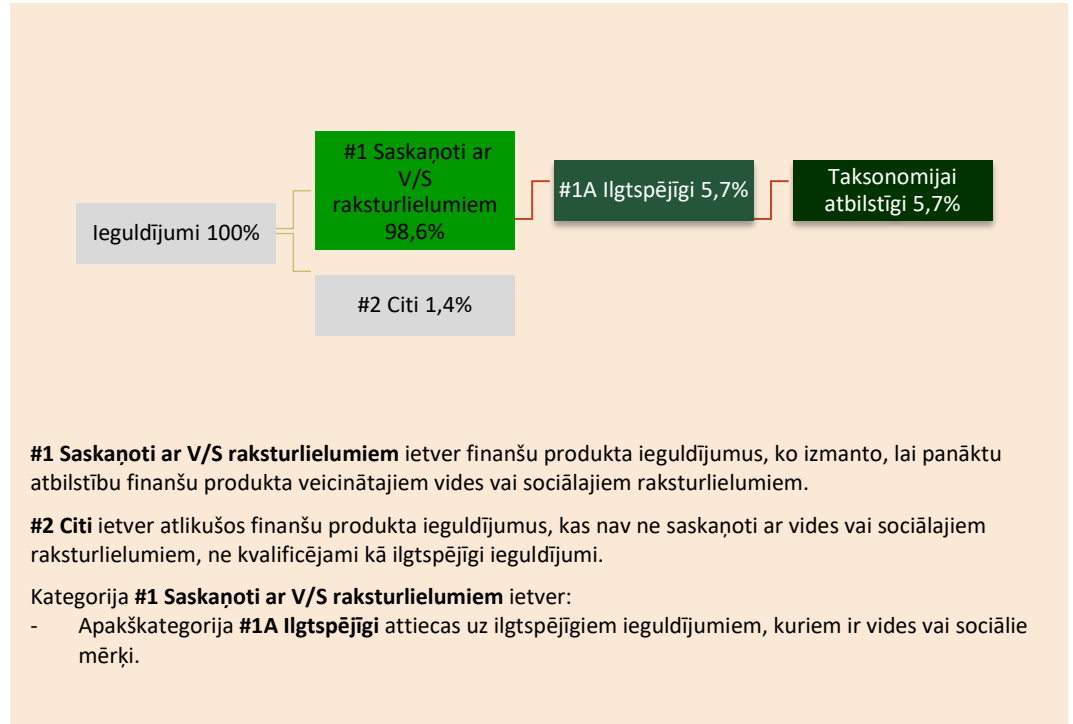 #1 Saskaņoti ar
V/S
raksturlielumiem
98,6%
#1A Ilgtspējīgi 5,7%
Taksonomijai
atbilstīgi 5,7%
Ieguldījumi 100%
#2 Citi 1,4%
#1 Saskaņoti ar V/S raksturlielumiem ietver finanšu produkta ieguldījumus, ko izmanto, lai panāktu
atbilstību finanšu produkta veicinātajiem vides vai sociālajiem raksturlielumiem.
#2 Citi ietver atlikušos finanšu produkta ieguldījumus, kas nav ne saskaņoti ar vides vai sociālajiem
raksturlielumiem, ne kvalificējami kā ilgtspējīgi ieguldījumi.
Kategorija #1 Saskaņoti ar V/S raksturlielumiem ietver:
- Apakškategorija #1A Ilgtspējīgi attiecas uz ilgtspējīgiem ieguldījumiem, kuriem ir vides vai sociālie
mērķi.